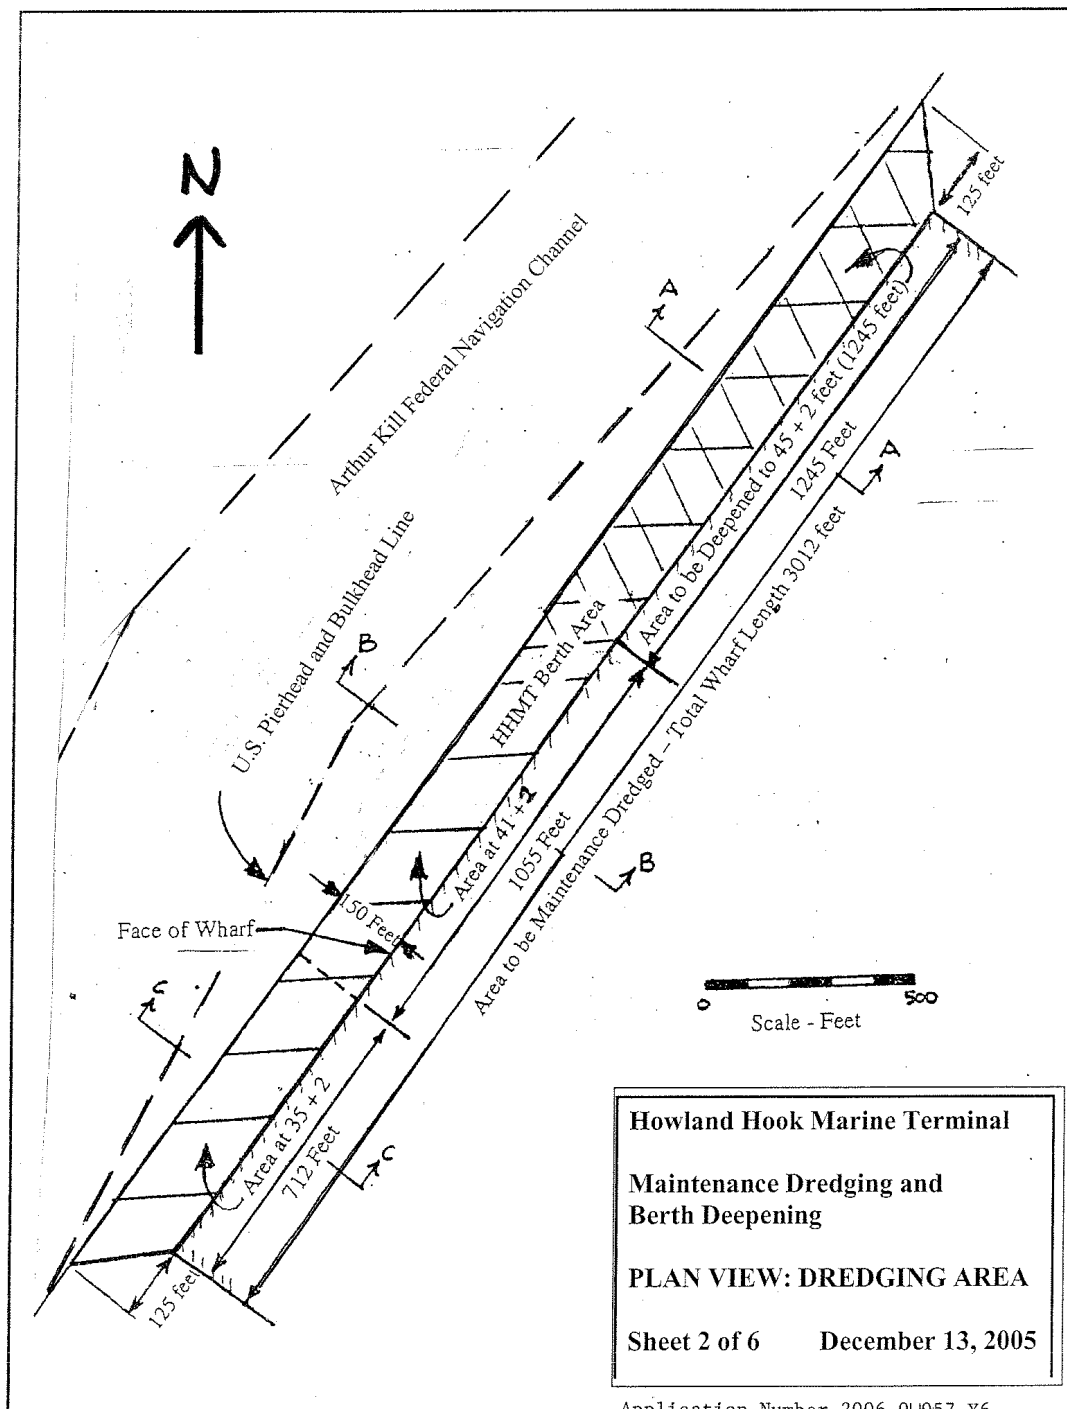 N
Arthur Kill Federal Navigation Channel
U.S. Pierhead and Bulkhead Line
A
B
C
125 feet
Area to be Deepened to 45 + 2 feet (1245 feet)
1245 Feet
A
HHMT Berth Area
Area to be Maintenance Dredged – Total Wharf Length 3012 feet
Area at 41 + 2
1055 Feet
B
150 Feet
Face of Wharf
Area at 35 + 2
712 Feet
C
125 feet
0 500
Scale - Feet
Howland Hook Marine Terminal
Maintenance Dredging and
Berth Deepening
PLAN VIEW: DREDGING AREA
Sheet 2 of 6 December 13, 2005
Application Number